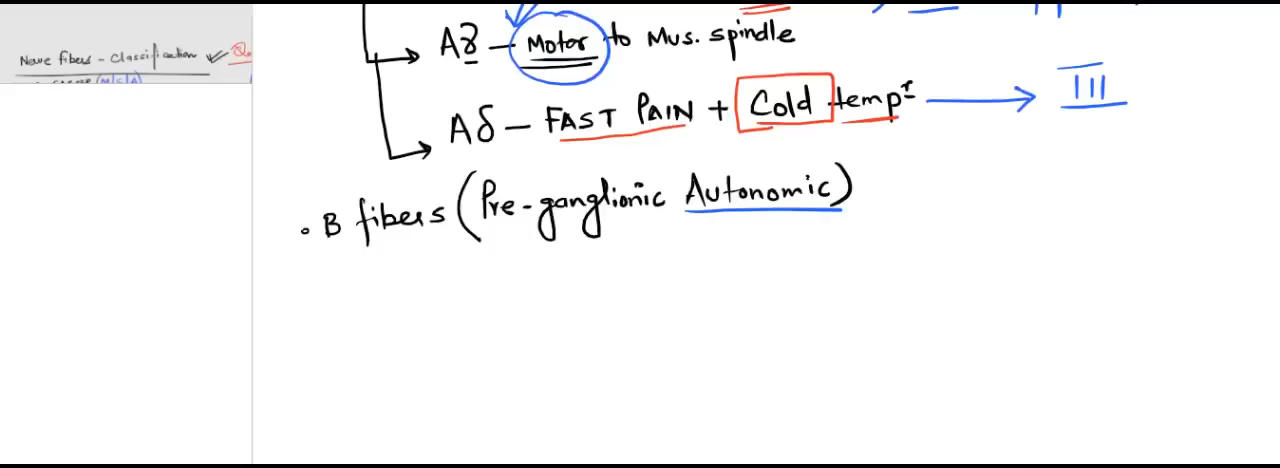 Nerve fibers - Classification
Aγ - Motor to Mus. spindle
Aδ - FAST PAIN + Cold tempr → III
• B fibers (Pre-ganglionic Autonomic)